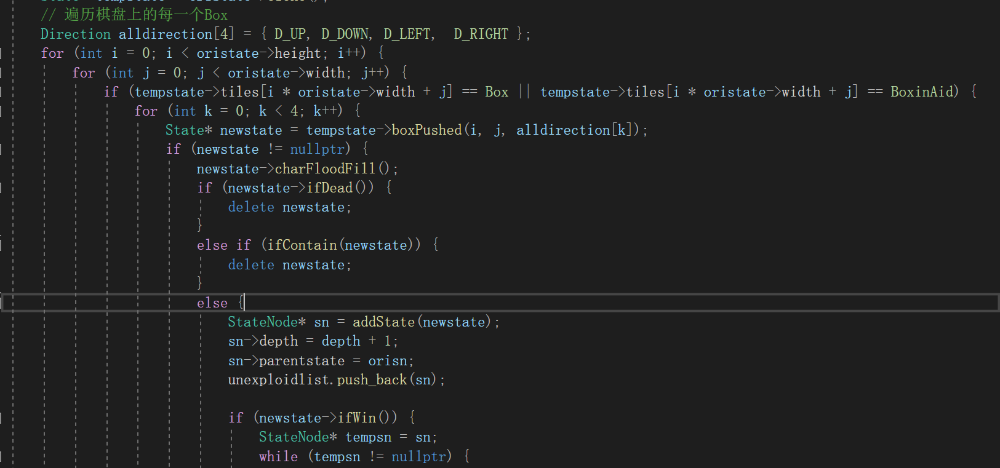 // 遍历棋盘上的每一个Box
Direction alldirection[4] = { D_UP, D_DOWN, D_LEFT,  D_RIGHT };
for (int i = 0; i < oristate->height; i++) {
for (int j = 0; j < oristate->width; j++) {
if (tempstate->tiles[i * oristate->width + j] == Box || tempstate->tiles[i * oristate->width + j] == BoxinAid) {
for (int k = 0; k < 4; k++) {
State* newstate = tempstate->boxPushed(i, j, alldirection[k]);
if (newstate != nullptr) {
newstate->charFloodFill();
if (newstate->ifDead()) {
delete newstate;
}
else if (ifContain(newstate)) {
delete newstate;
}
else {
StateNode* sn = addState(newstate);
sn->depth = depth + 1;
sn->parentstate = orisn;
unexploidlist.push_back(sn);
if (newstate->ifWin()) {
StateNode* tempsn = sn;
while (tempsn != nullptr) {